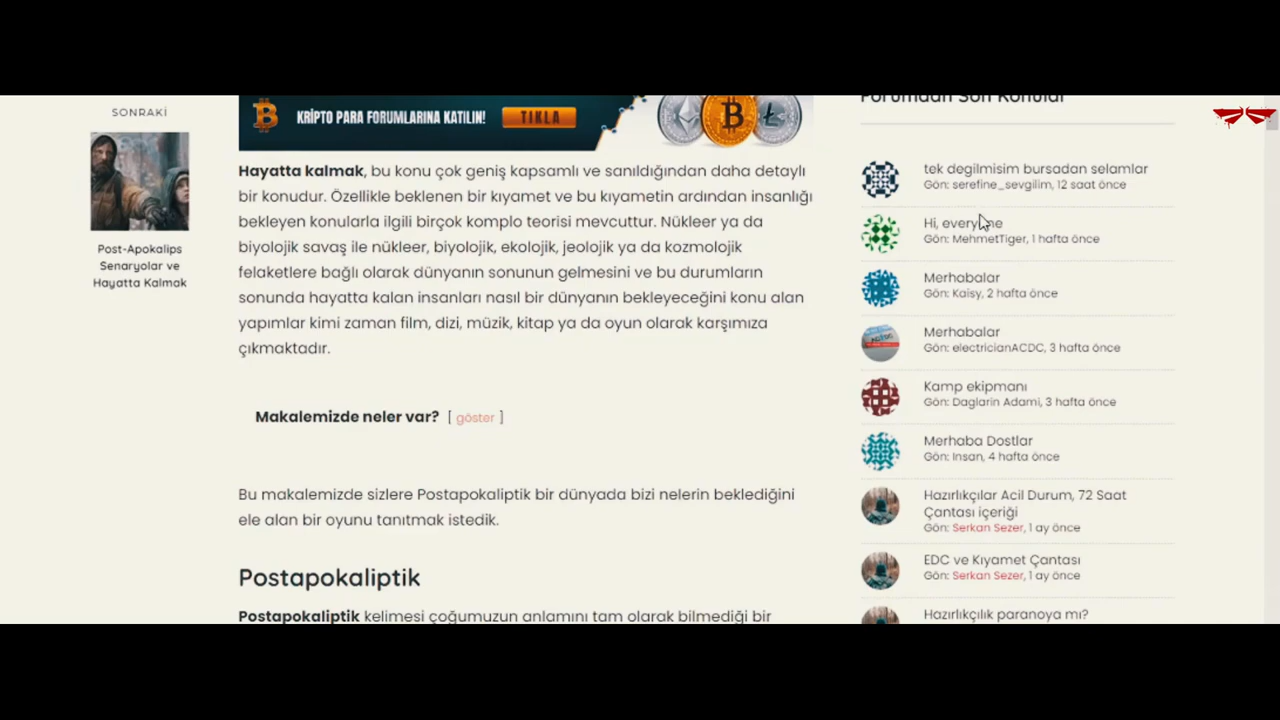 SONRAKİ
Post-Apokalips
Senaryolar ve
Hayatta Kalmak
KRİPTO PARA FORUMLARINA KATILIN!
TIKLA
Hayatta kalmak, bu konu çok geniş kapsamlı ve sanıldığından daha detaylı
bir konudur. Özellikle beklenen bir kıyamet ve bu kıyametin ardından insanlığı
bekleyen konularla ilgili birçok komplo teorisi mevcuttur. Nükleer ya da
biyolojik savaş ile nükleer, biyolojik, ekolojik, jeolojik ya da kozmolojik
felaketlere bağlı olarak dünyanın sonunun gelmesini ve bu durumların
sonunda hayatta kalan insanları nasıl bir dünyanın bekleyeceğini konu alan
yapımlar kimi zaman film, dizi, müzik, kitap ya da oyun olarak karşımıza
çıkmaktadır.
Makalemizde neler var? [ göster ]
Bu makalemizde sizlere Postapokaliptik bir dünyada bizi nelerin beklediğini
ele alan bir oyunu tanıtmak istedik.
Postapokaliptik
Postapokaliptik kelimesi çoğumuzun anlamını tam olarak bilmediği bir
Forumdan Son Konular
tek degilmisim bursadan selamlar
Gön: serefine_sevgilim, 12 saat önce
Hi, everyone
Gön: MehmetTiger, 1 hafta önce
Merhabalar
Gön: Kaisy, 2 hafta önce
Merhabalar
Gön: electricianACDC, 3 hafta önce
Kamp ekipmanı
Gön: Daglarin Adami, 3 hafta önce
Merhaba Dostlar
Gön: Insan, 4 hafta önce
Hazırlıkçılar Acil Durum, 72 Saat
Çantası içeriği
Gön: Serkan Sezer, 1 ay önce
EDC ve Kıyamet Çantası
Gön: Serkan Sezer, 1 ay önce
Hazırlıkçılık paranoya mı?